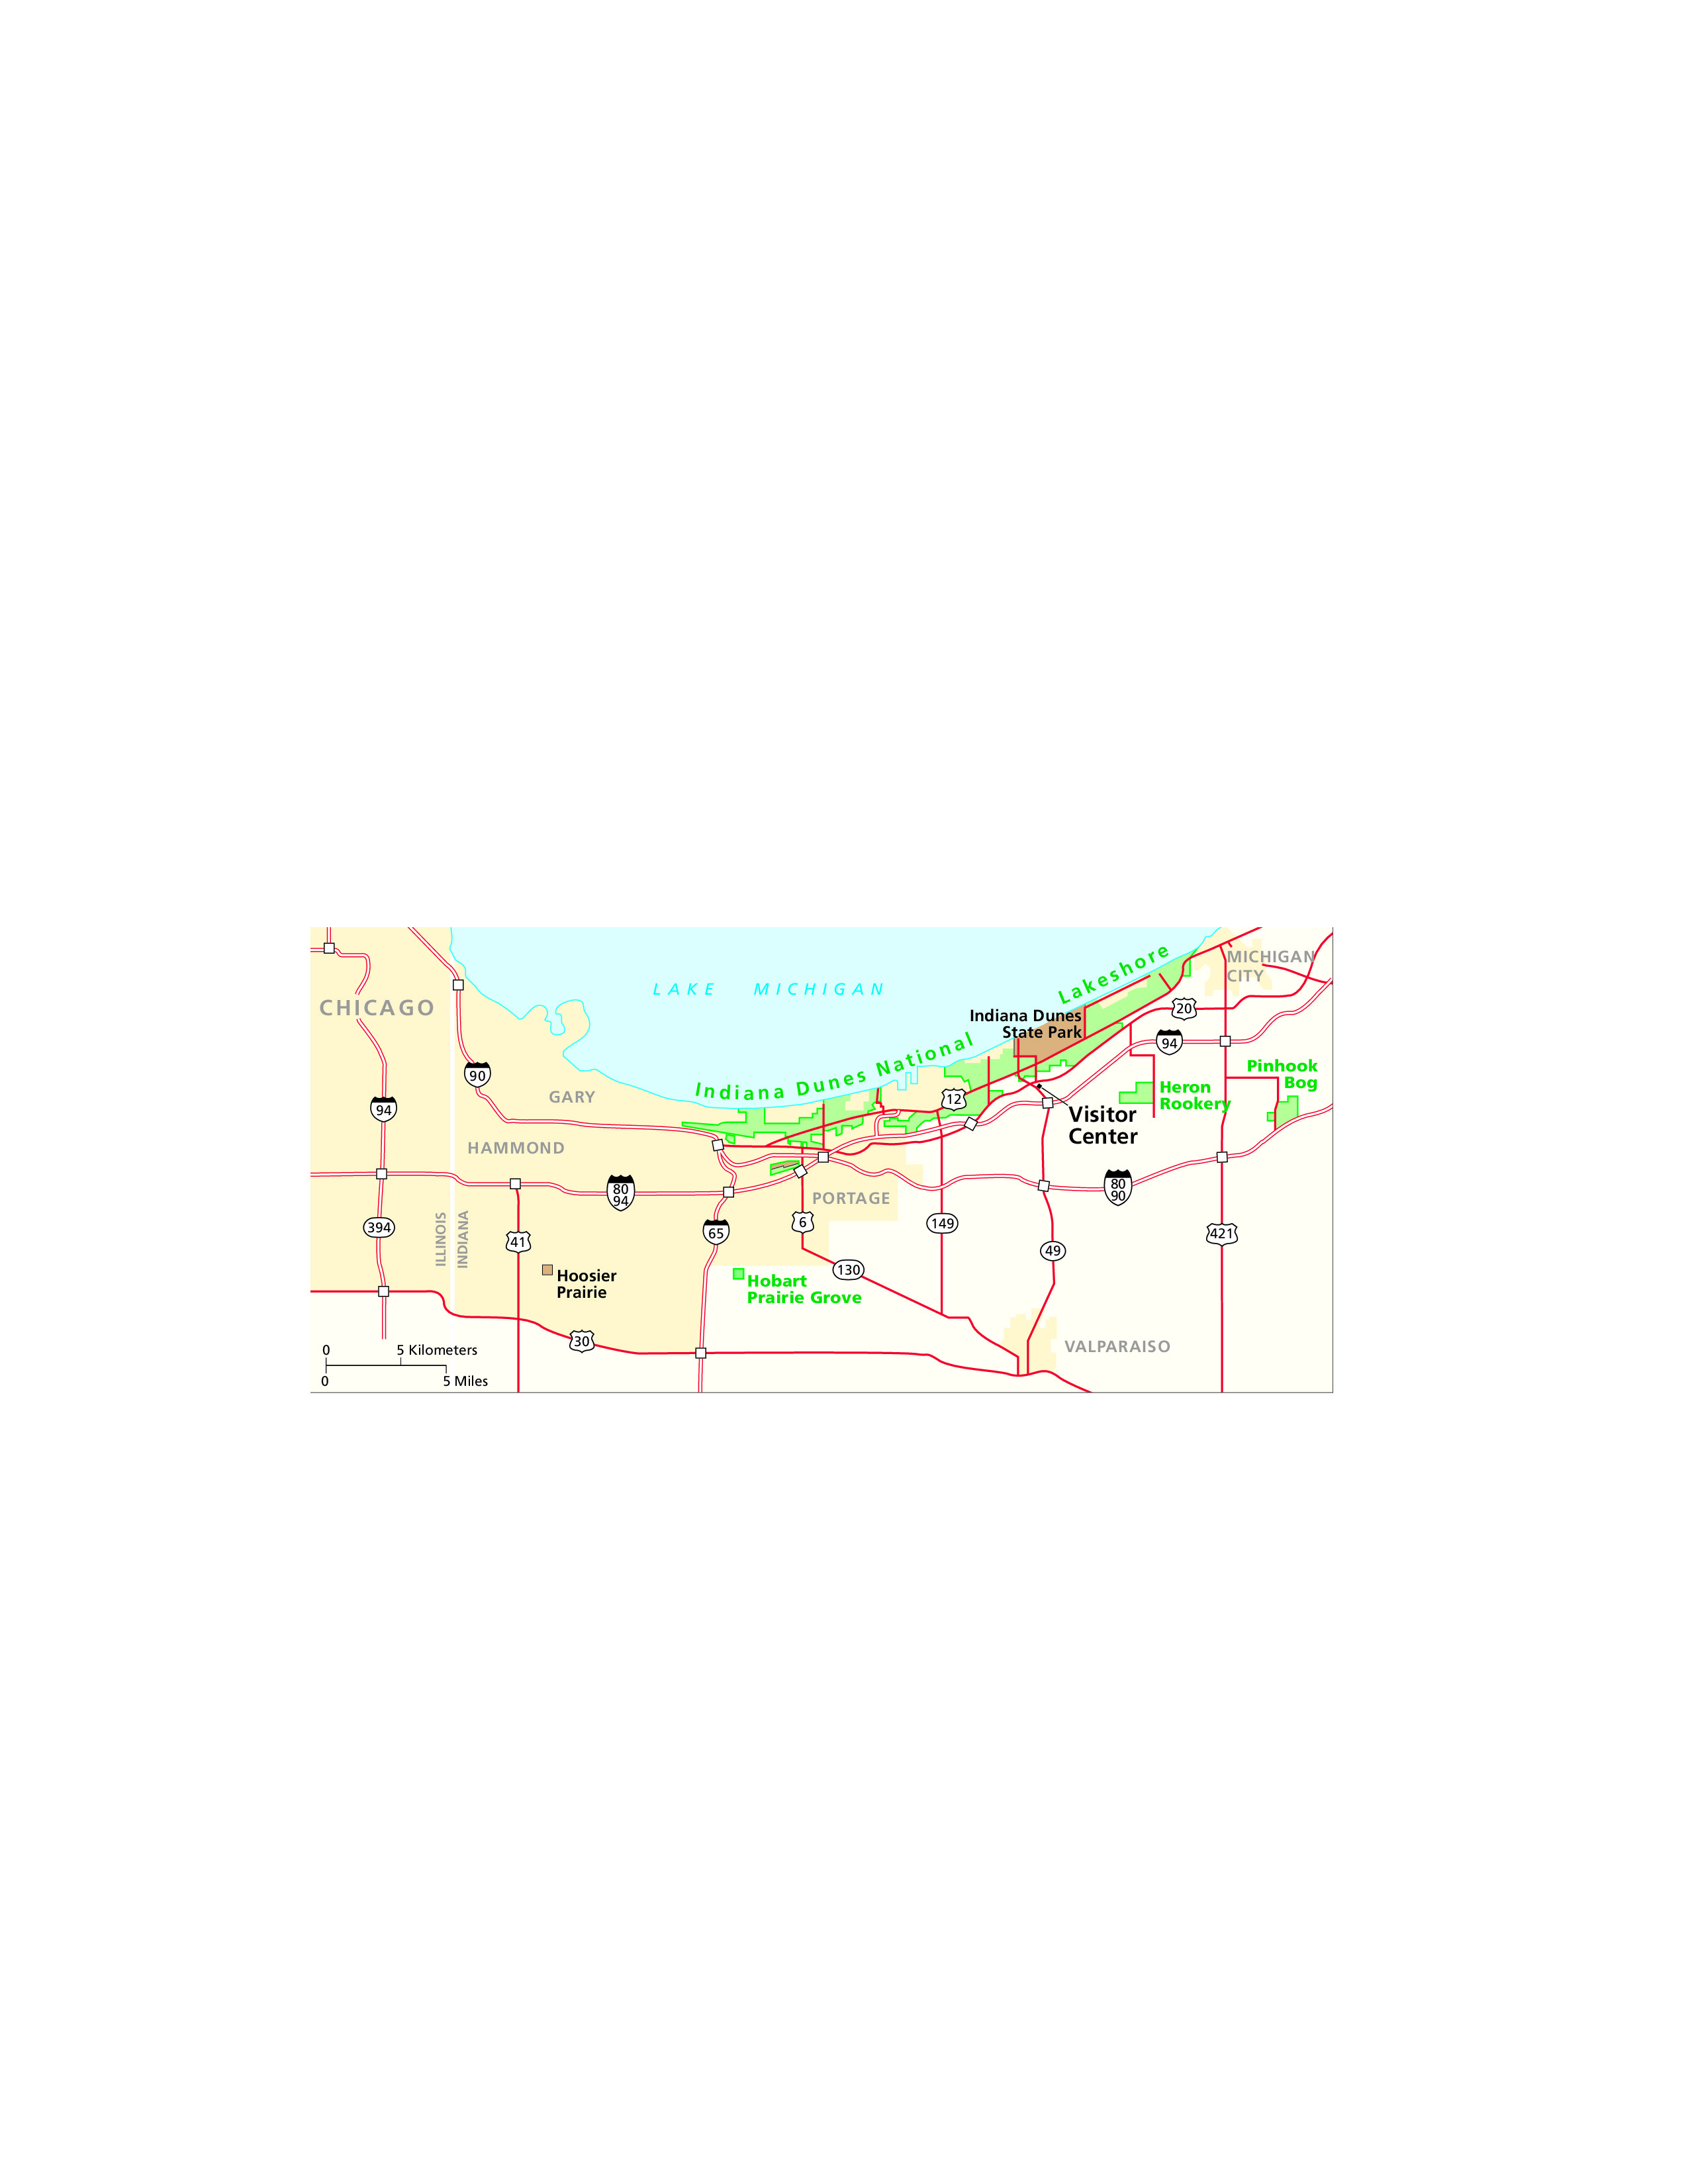 LAKE MICHIGAN
CHICAGO
MICHIGAN
CITY
Indiana Dunes National Lakeshore
Indiana Dunes
State Park
20
94
90
94
12
GARY
HAMMOND
Pinhook
Bog
Heron
Rookery
Visitor
Center
80
94
80
90
PORTAGE
394
ILLINOIS
INDIANA
41
65
6
149
49
421
130
Hoosier
Prairie
Hobart
Prairie Grove
30
VALPARAISO
0 5 Kilometers
0 5 Miles